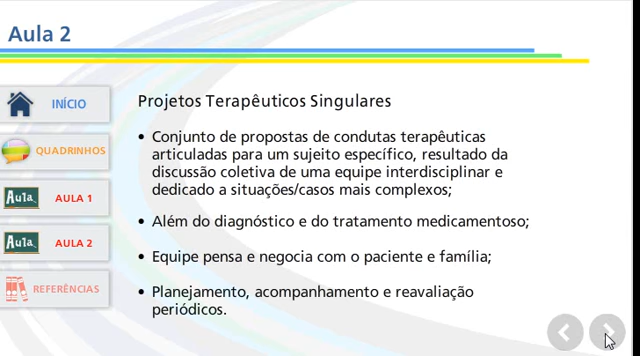 Aula 2
INÍCIO
QUADRINHOS
Aula
AULA 1
Aula
AULA 2
REFERÊNCIAS
Projetos Terapêuticos Singulares
• Conjunto de propostas de condutas terapêuticas
articuladas para um sujeito específico, resultado da
discussão coletiva de uma equipe interdisciplinar e
dedicado a situações/casos mais complexos;
• Além do diagnóstico e do tratamento medicamentoso;
• Equipe pensa e negocia com o paciente e família;
• Planejamento, acompanhamento e reavaliação
periódicos.